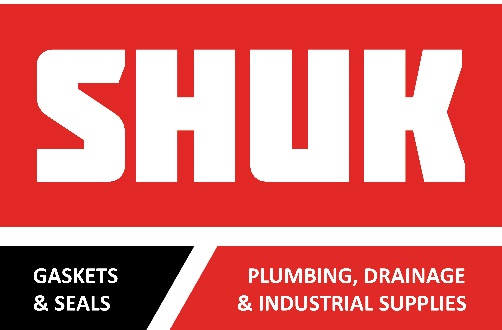 SHUK
GASKETS
& SEALS
PLUMBING, DRAINAGE
& INDUSTRIAL SUPPLIES